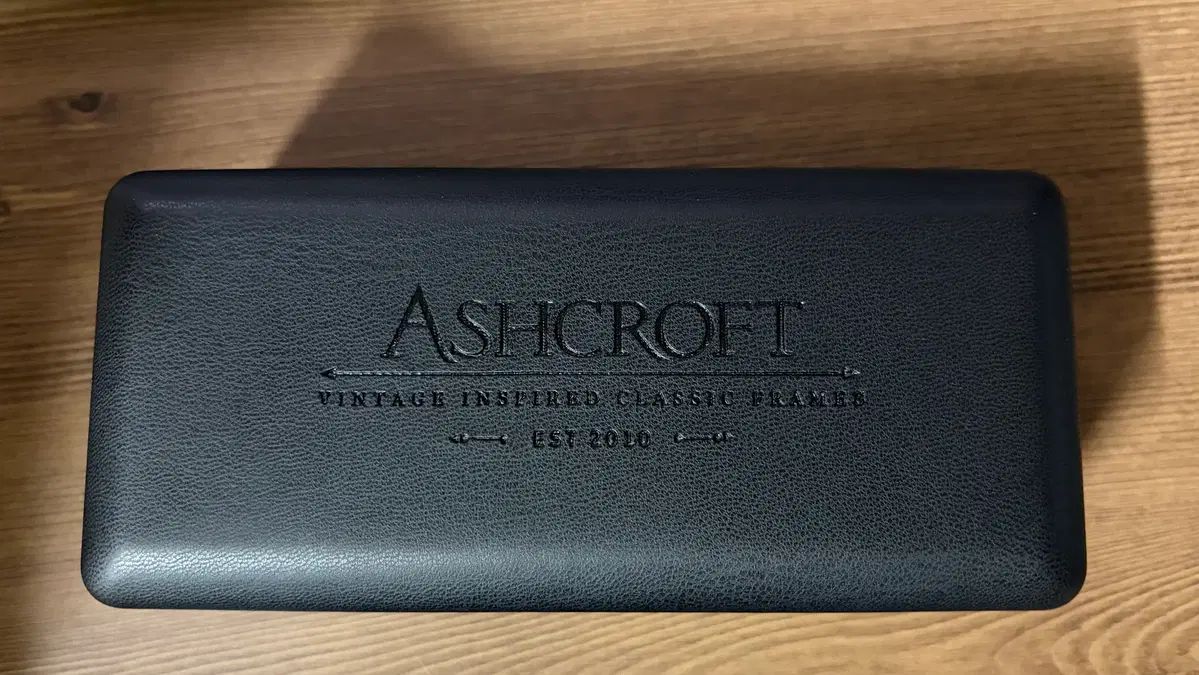 ASHCROFT
VINTAGE INSPIRED CLASSIC FRAMES
EST 2010